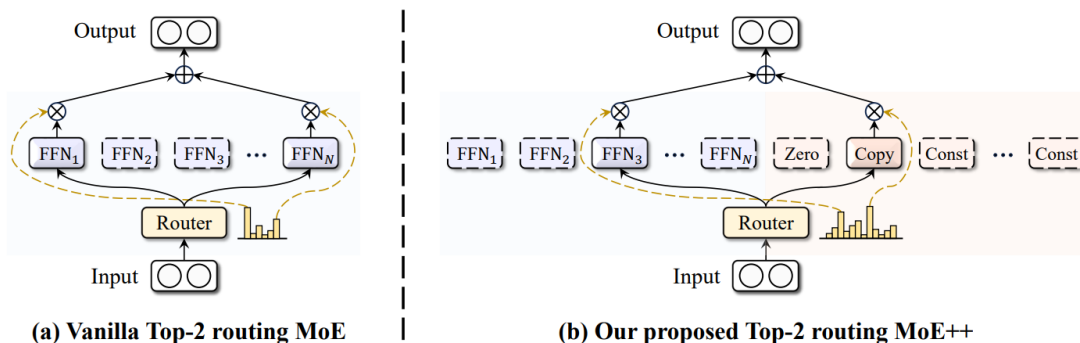 Output
FFN1 FFN2 FFN3 ... FFNN
Router
Input
(a) Vanilla Top-2 routing MoE
Output
FFN1 FFN2 FFN3 ... FFNN Zero Copy Const ... Const
Router
Input
(b) Our proposed Top-2 routing MoE++